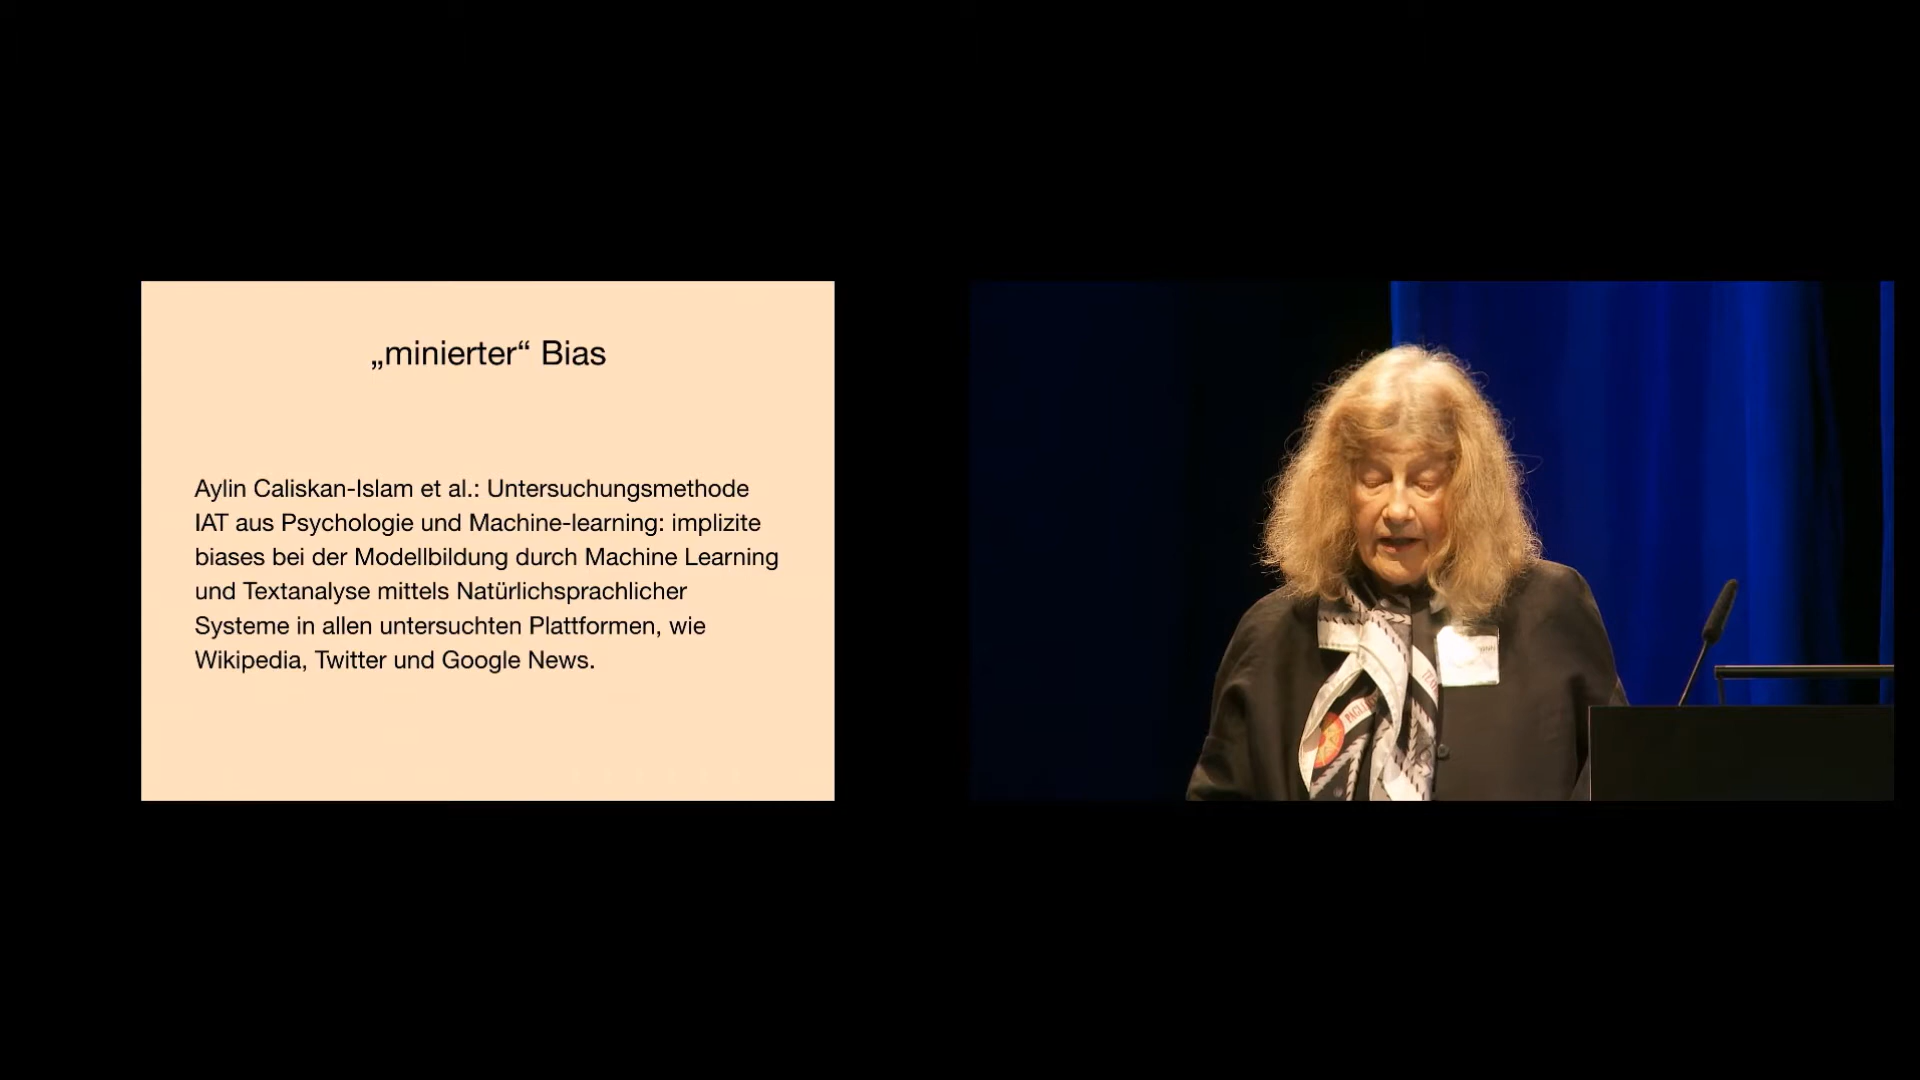 „minierter“ Bias
Aylin Caliskan-Islam et al.: Untersuchungsmethode
IAT aus Psychologie und Machine-learning: implizite
biases bei der Modellbildung durch Machine Learning
und Textanalyse mittels Natürlichsprachlicher
Systeme in allen untersuchten Plattformen, wie
Wikipedia, Twitter und Google News.